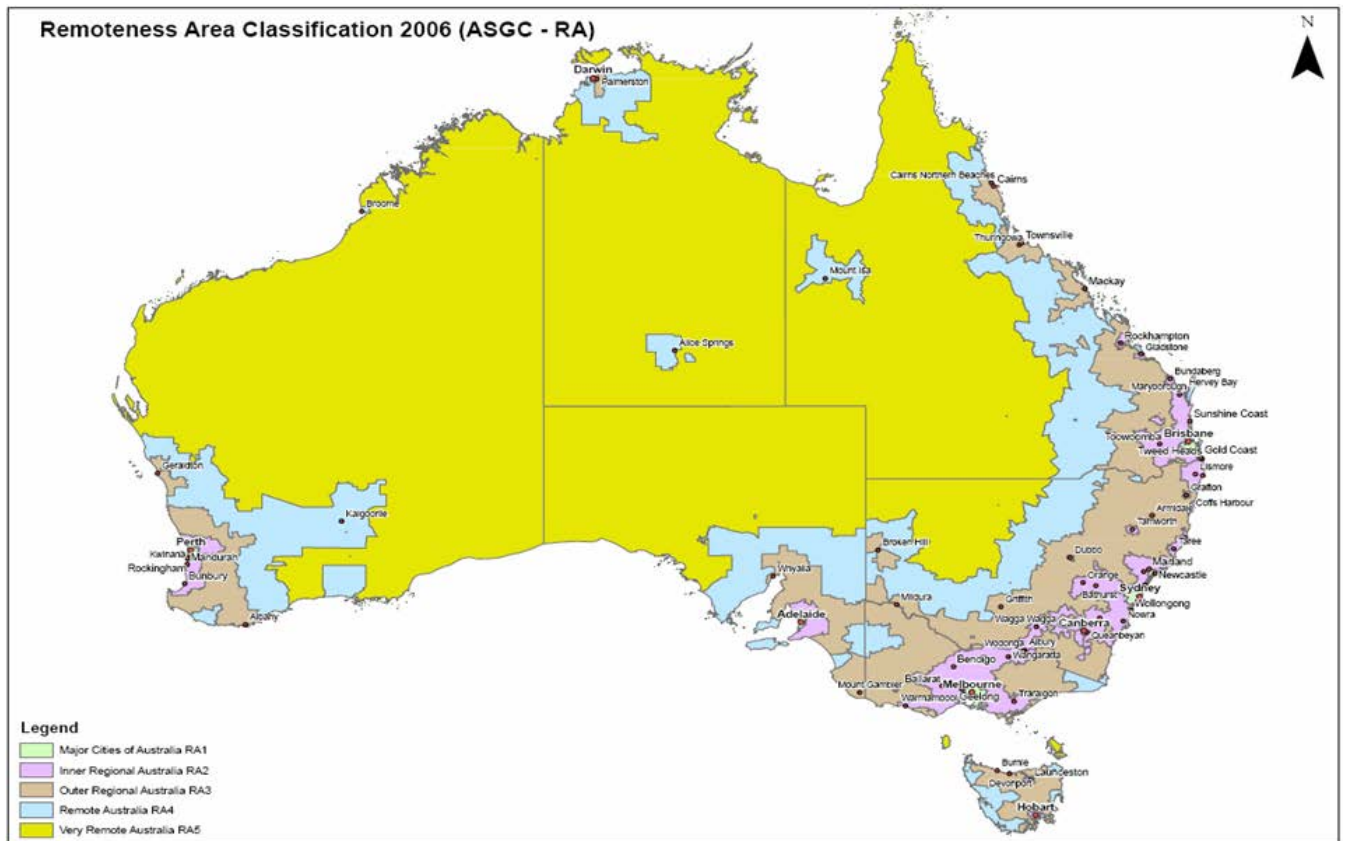 Remoteness Area Classification 2006 (ASGC - RA)
N
Darwin
Palmerston
Cairns Northern Beaches
Cairns
Broome
Thuringowa
Townsville
Mount Isa
Mackay
Alice Springs
Rockhampton
Gladstone
Bundaberg
Maryborough
Hervey Bay
Sunshine Coast
Toowoomba
Brisbane
Tweed Heads
Gold Coast
Geraldton
Lismore
Grafton
Coffs Harbour
Kalgoorlie
Armidale
Tamworth
Perth
Kwinana
Mandurah
Rockingham
Bunbury
Broken Hill
Taree
Dubbo
Maitland
Newcastle
Whyalla
Orange
Bathurst
Sydney
Mildura
Griffith
Wollongong
Nowra
Albany
Adelaide
Wagga Wagga
Canberra
Queanbeyan
Wodonga
Albury
Wangaratta
Bendigo
Ballarat
Melbourne
Mount Gambier
Geelong
Warrnambool
Traralgon
Burnie
Launceston
Devonport
Hobart
Legend
Major Cities of Australia RA1
Inner Regional Australia RA2
Outer Regional Australia RA3
Remote Australia RA4
Very Remote Australia RA5